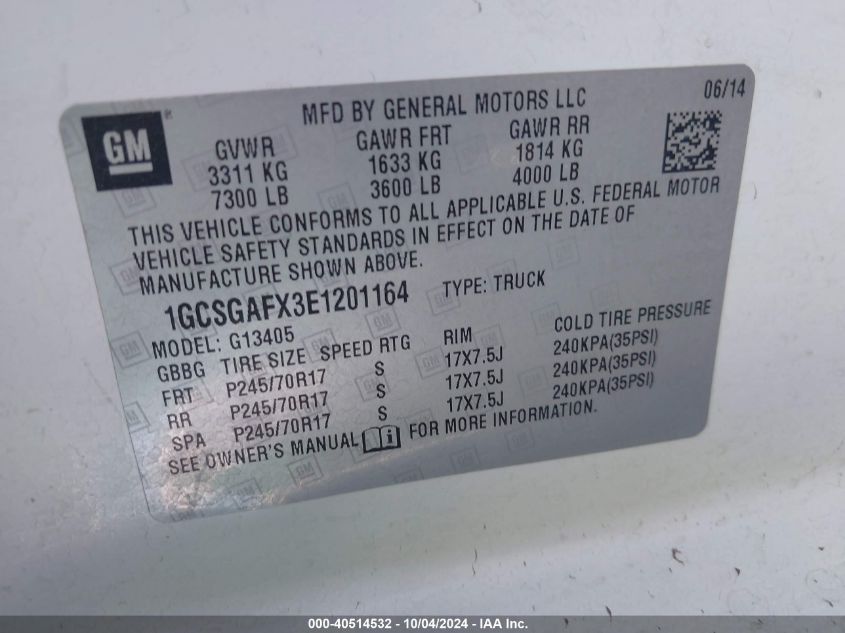 GM
MFD BY GENERAL MOTORS LLC
06/14
GVWR GAWR FRT GAWR RR
3311 KG 1633 KG 1814 KG
7300 LB 3600 LB 4000 LB
THIS VEHICLE CONFORMS TO ALL APPLICABLE U.S. FEDERAL MOTOR
VEHICLE SAFETY STANDARDS IN EFFECT ON THE DATE OF
MANUFACTURE SHOWN ABOVE.
1GCSGAFX3E1201164 TYPE: TRUCK
MODEL: G13405
GBBG TIRE SIZE SPEED RTG RIM COLD TIRE PRESSURE
FRT P245/70R17 S 17X7.5J 240KPA(35PSI)
RR P245/70R17 S 17X7.5J 240KPA(35PSI)
SPA P245/70R17 S 17X7.5J 240KPA(35PSI)
SEE OWNER'S MANUAL FOR MORE INFORMATION.
000-40514532 - 10/04/2024 - IAA Inc.